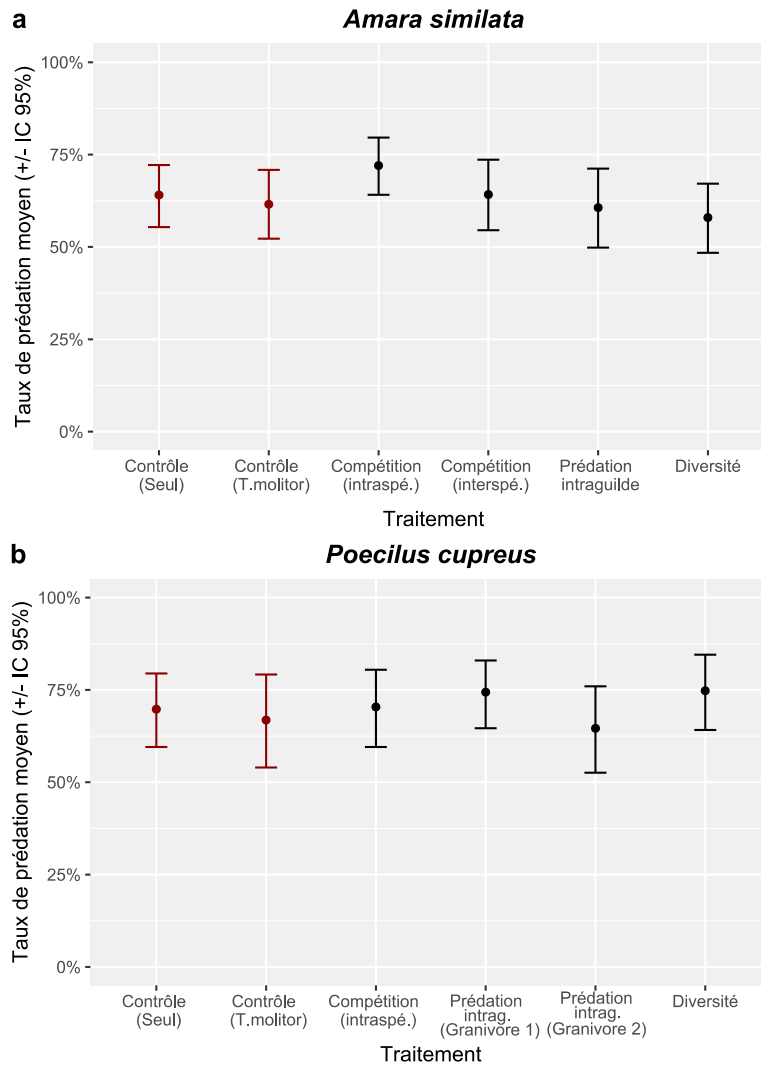 a
Amara similata
Taux de prédation moyen (+/- IC 95%)
100%
75%
50%
25%
0%
Contrôle
(Seul)
Contrôle
(T.molitor)
Compétition
(intraspé.)
Compétition
(interspé.)
Prédation
intraguilde
Diversité
Traitement
b
Poecilus cupreus
Taux de prédation moyen (+/- IC 95%)
100%
75%
50%
25%
0%
Contrôle
(Seul)
Contrôle
(T.molitor)
Compétition
(intraspé.)
Prédation
intrag.
(Granivore 1)
Prédation
intrag.
(Granivore 2)
Diversité
Traitement